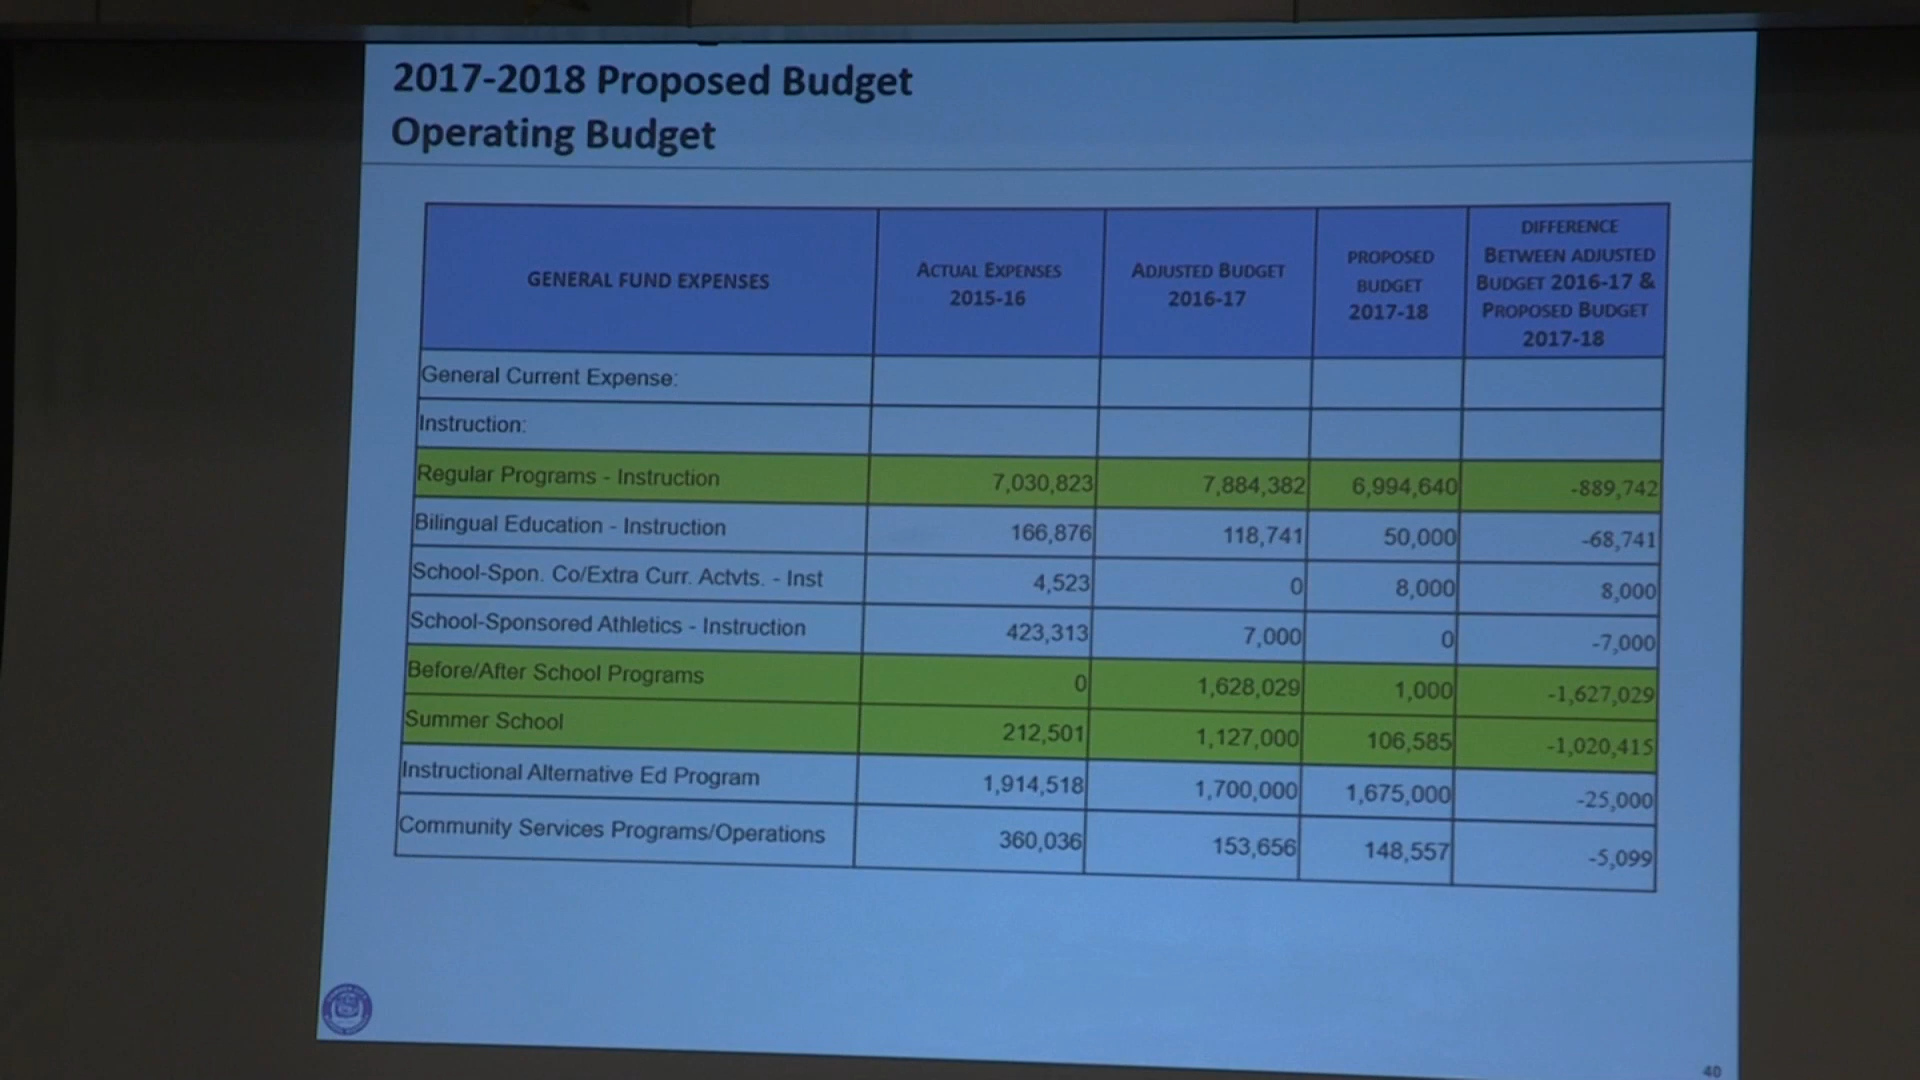 2017-2018 Proposed Budget
Operating Budget
GENERAL FUND EXPENSES
ACTUAL EXPENSES
2015-16
ADJUSTED BUDGET
2016-17
PROPOSED
BUDGET
2017-18
DIFFERENCE
BETWEEN ADJUSTED
BUDGET 2016-17 &
PROPOSED BUDGET
2017-18
General Current Expense:
Instruction:
Regular Programs - Instruction 7,030,823 7,884,382 6,994,640 -889,742
Bilingual Education - Instruction 166,876 118,741 50,000 -68,741
School-Spon. Co/Extra Curr. Actvts. - Inst 4,523 0 8,000 8,000
School-Sponsored Athletics - Instruction 423,313 7,000 0 -7,000
Before/After School Programs 0 1,628,029 1,000 -1,627,029
Summer School 212,501 1,127,000 106,585 -1,020,415
Instructional Alternative Ed Program 1,914,518 1,700,000 1,675,000 -25,000
Community Services Programs/Operations 360,036 153,656 148,557 -5,099
40